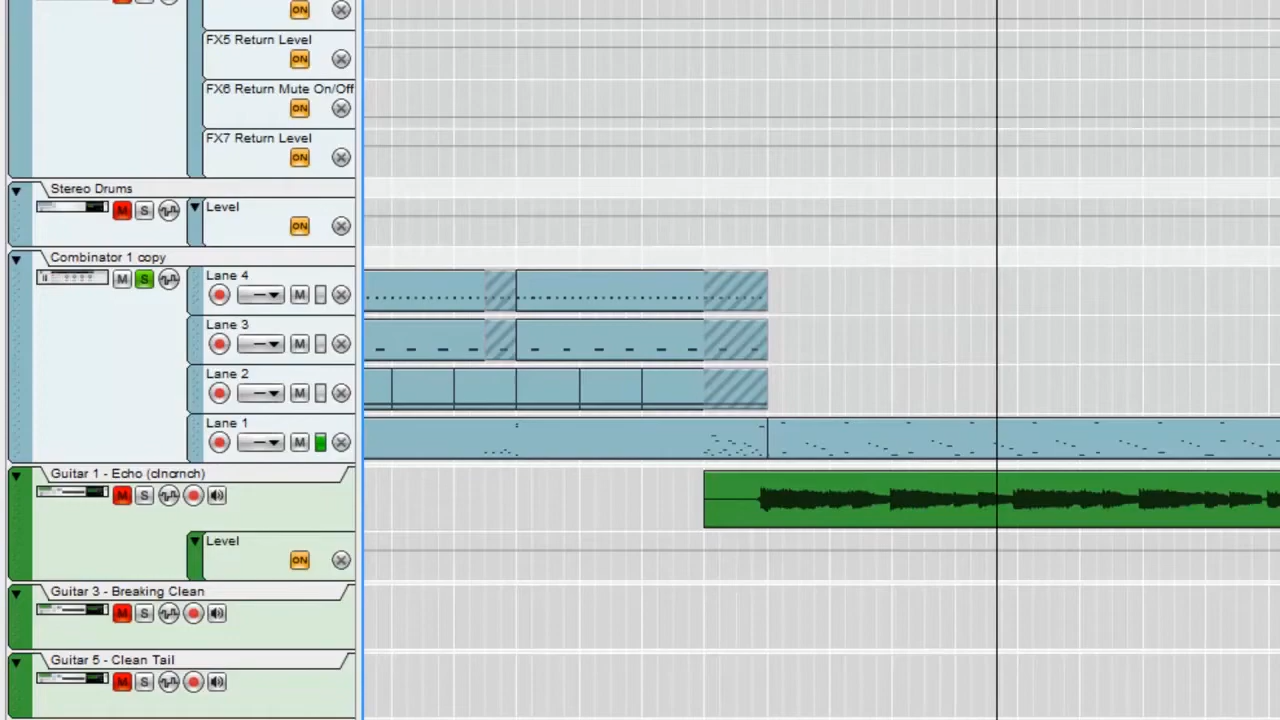 ON
FX5 Return Level
ON
FX6 Return Mute On/Off
ON
FX7 Return Level
ON
Stereo Drums
M S
Level
ON
Combinator 1 copy
M S
Lane 4
M
Lane 3
M
Lane 2
M
Lane 1
M
Guitar 1 - Echo (clncrnch)
M S
Level
ON
Guitar 3 - Breaking Clean
M S
Guitar 5 - Clean Tail
M S